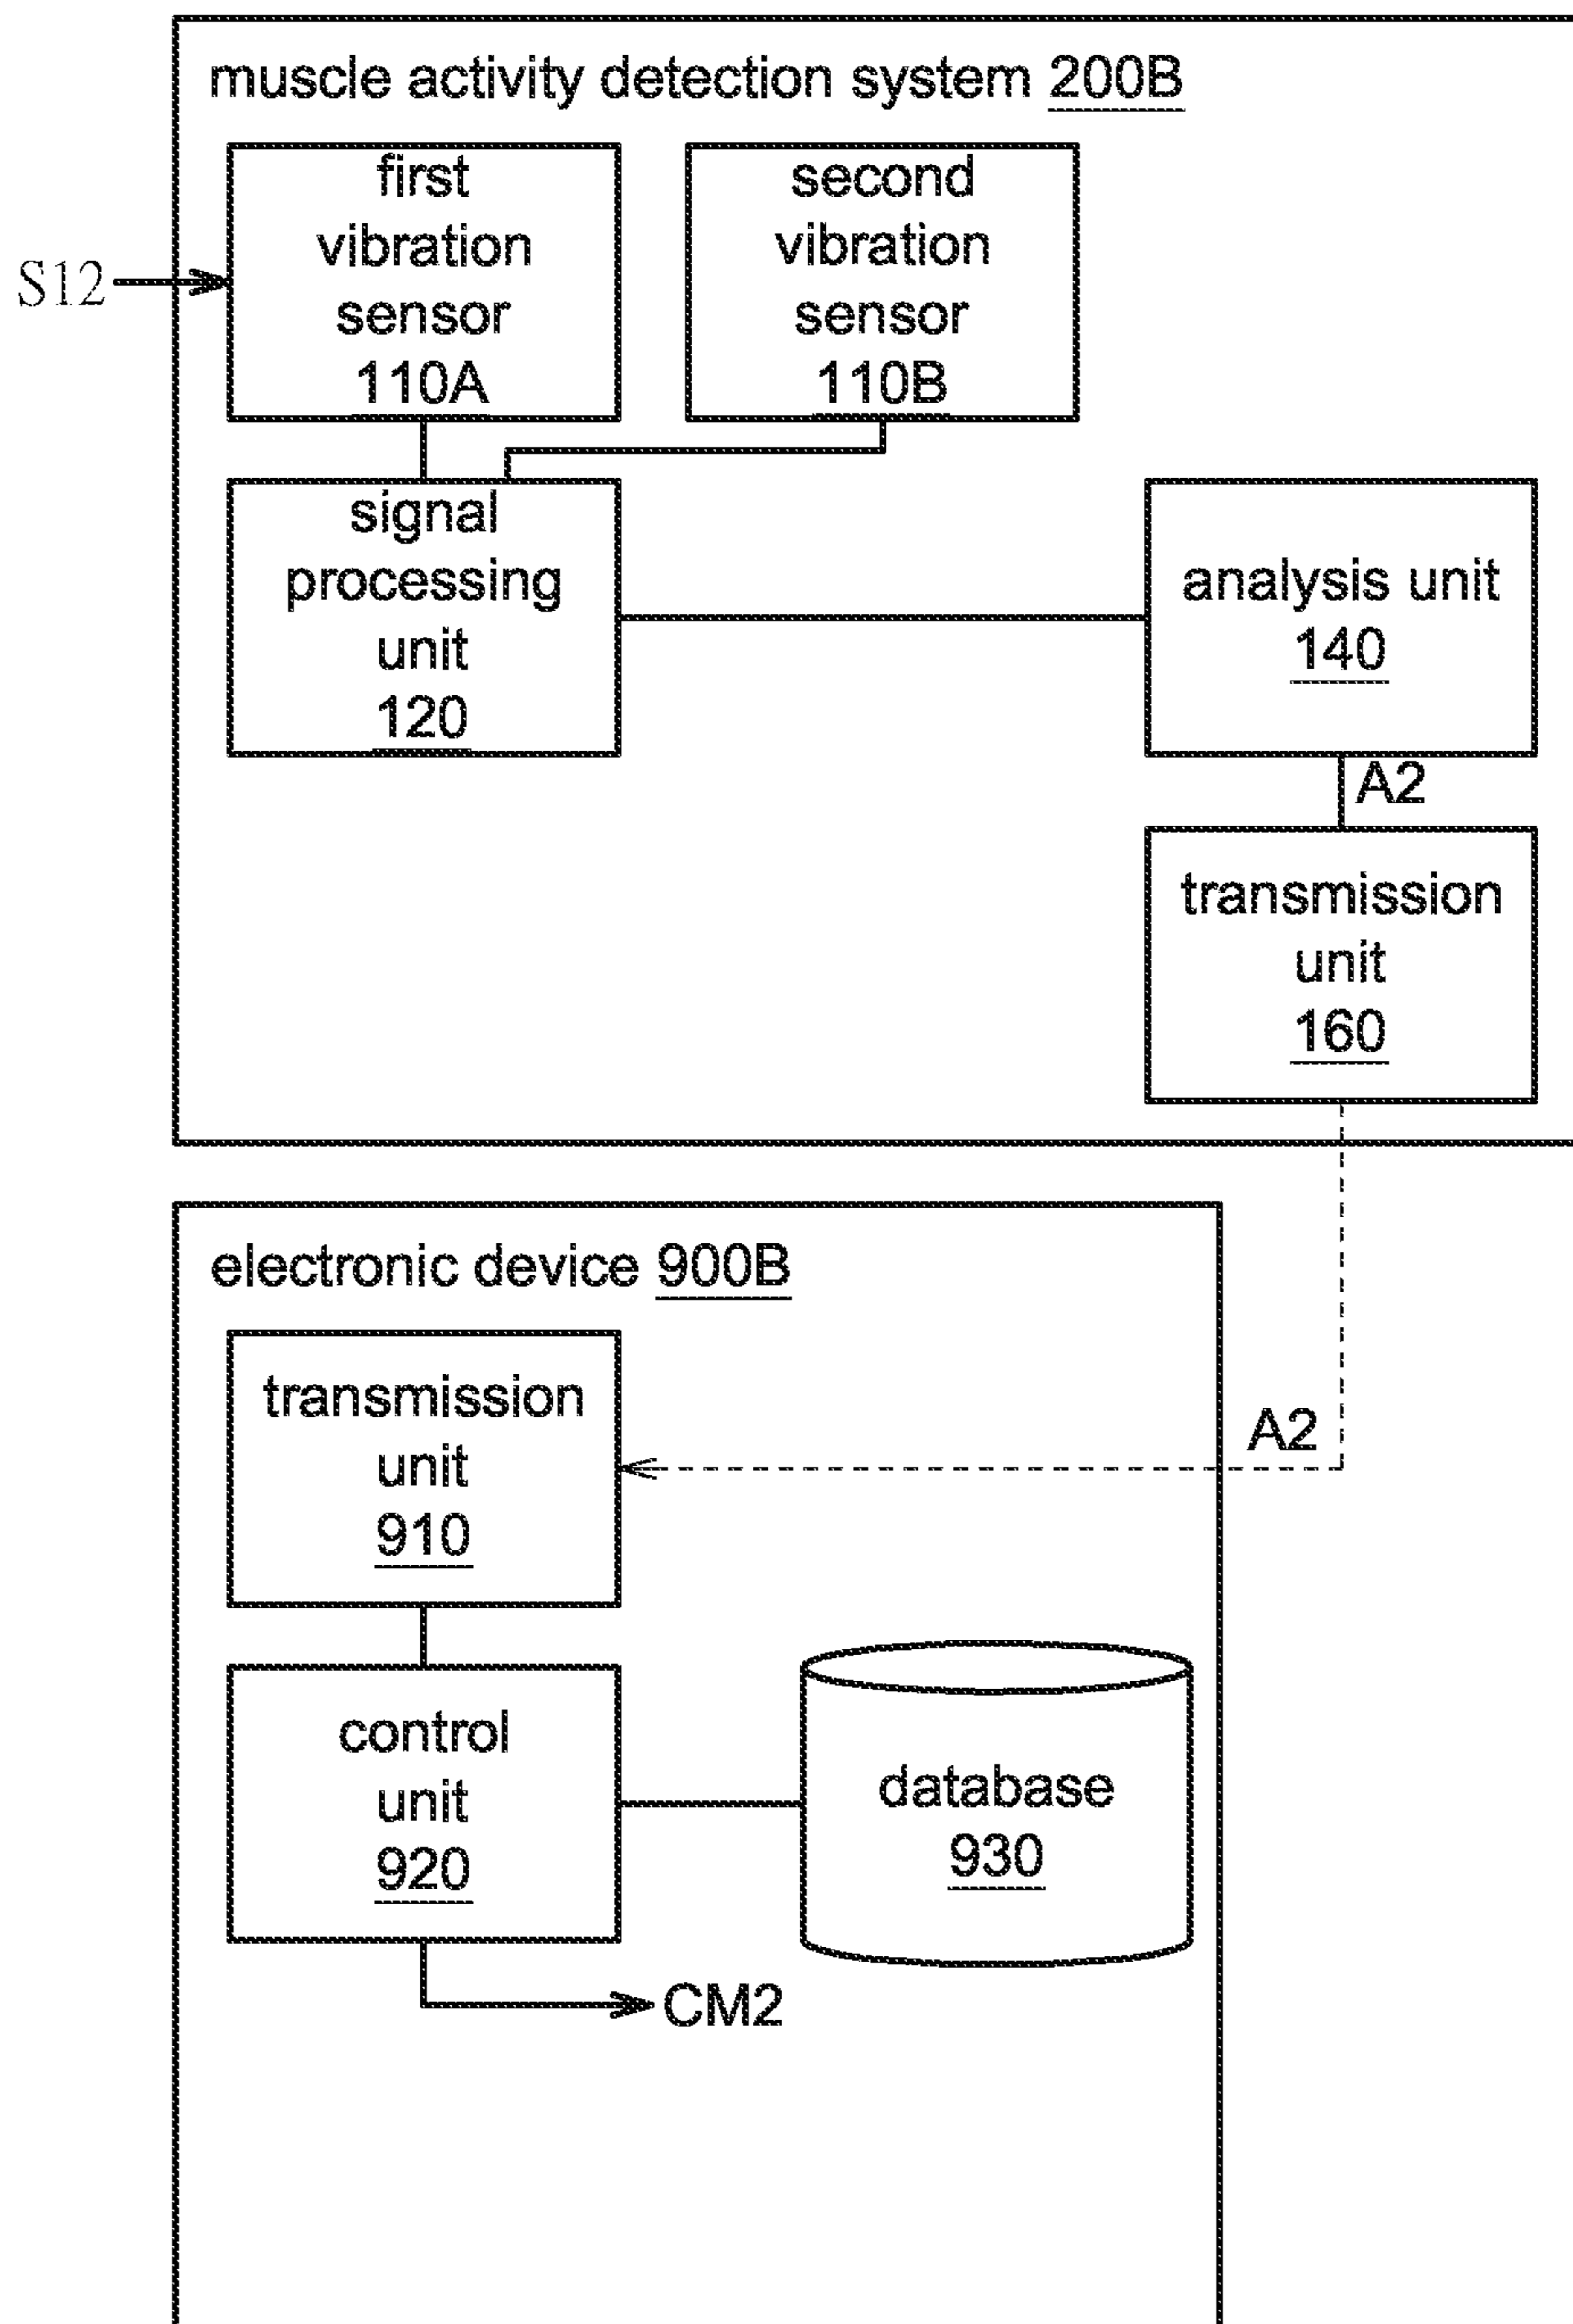 muscle activity detection system 200B
first
vibration
sensor
110A
second
vibration
sensor
110B
S12
signal
processing
unit
120
analysis unit
140
A2
transmission
unit
160
electronic device 900B
transmission
unit
910
A2
control
unit
920
database
930
CM2